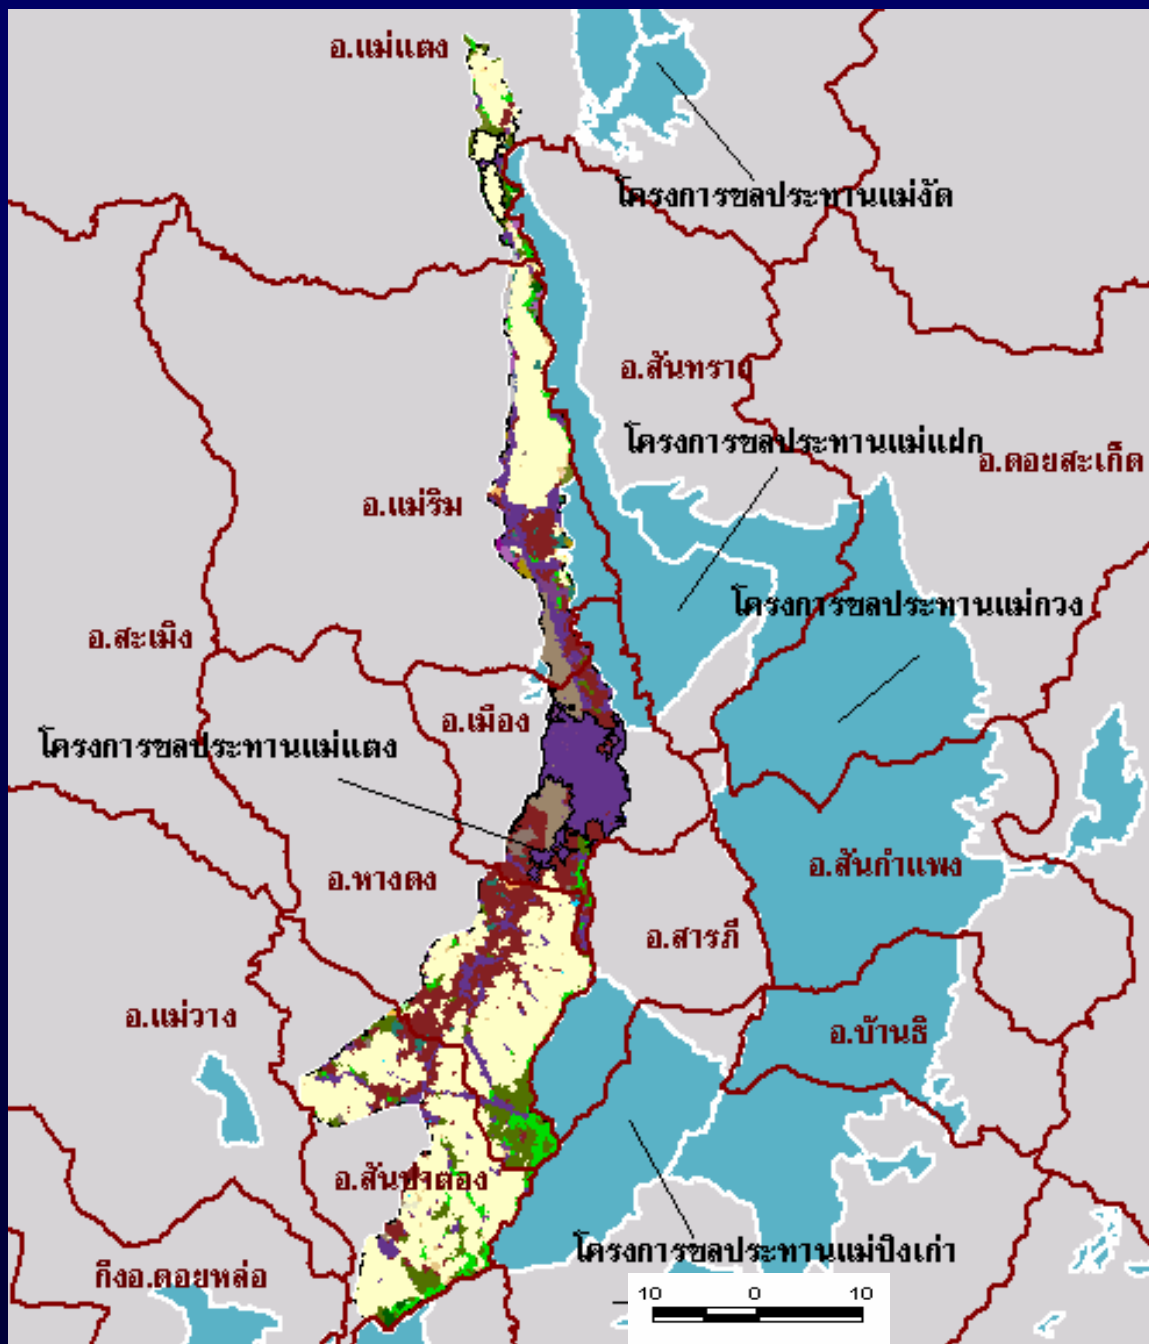 อ.แม่แตง
โครงการชลประทานแม่งัด
อ.สันทราย
โครงการชลประทานแม่แฝก
อ.ดอยสะเก็ด
อ.แม่ริม
โครงการชลประทานแม่กวง
อ.สะเมิง
อ.เมือง
โครงการชลประทานแม่แตง
อ.สันกำแพง
อ.หางดง
อ.สารภี
อ.แม่วาง
อ.บ้านธิ
อ.สันป่าตอง
โครงการชลประทานแม่ปิงเก่า
กิ่งอ.ดอยหล่อ
10 0 10